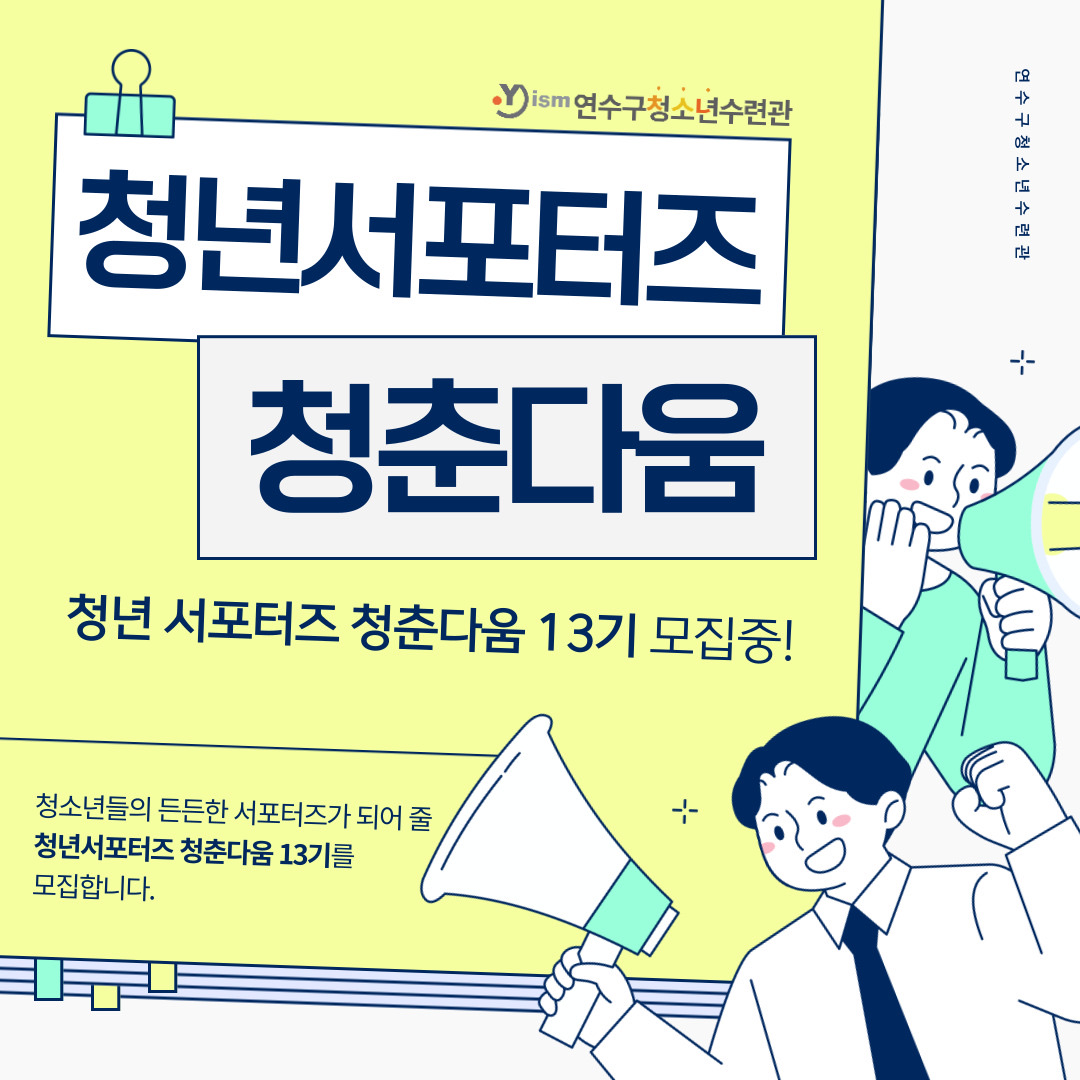 Yism 연수구청소년수련관
연수구청소년수련관
청년서포터즈
청춘다움
청년 서포터즈 청춘다움 13기 모집중!
청소년들의 든든한 서포터즈가 되어 줄
청년서포터즈 청춘다움 13기를
모집합니다.